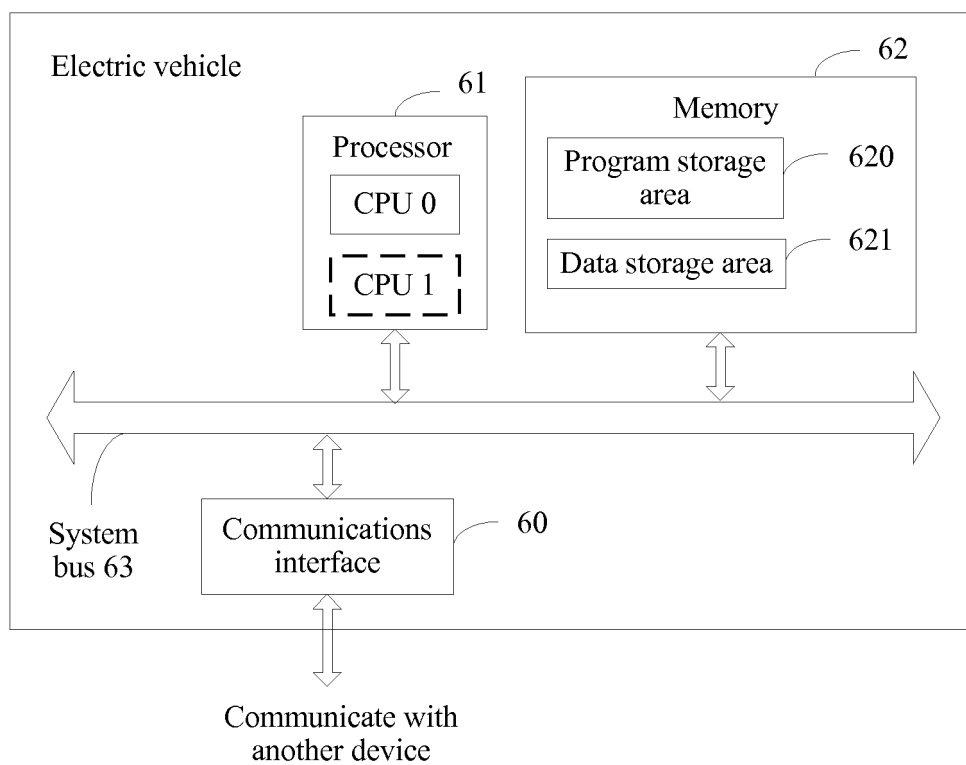 Electric vehicle
61
Processor
CPU 0
CPU 1
62
Memory
Program storage
area
620
Data storage area
621
System
bus 63
Communications
interface
60
Communicate with
another device